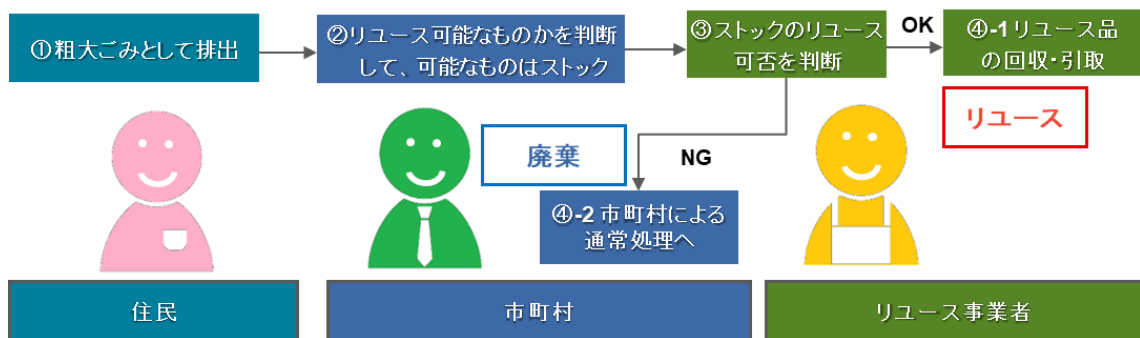 ①粗大ごみとして排出
②リユース可能なものかを判断
して、可能なものはストック
③ストックのリユース
可否を判断
OK
④-1リユース品
の回収・引取
リユース
廃棄
NG
④-2市町村による
通常処理へ
住民
市町村
リユース事業者